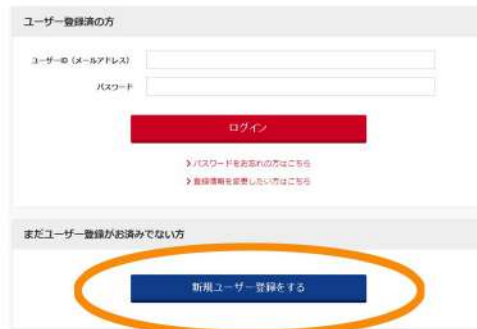 ユーザー登録済の方
ユーザーID（メールアドレス）
パスワード
ログイン
> パスワードをお忘れの方はこちら
> 登録情報を変更したい方はこちら
まだユーザー登録がお済みでない方
新規ユーザー登録をする